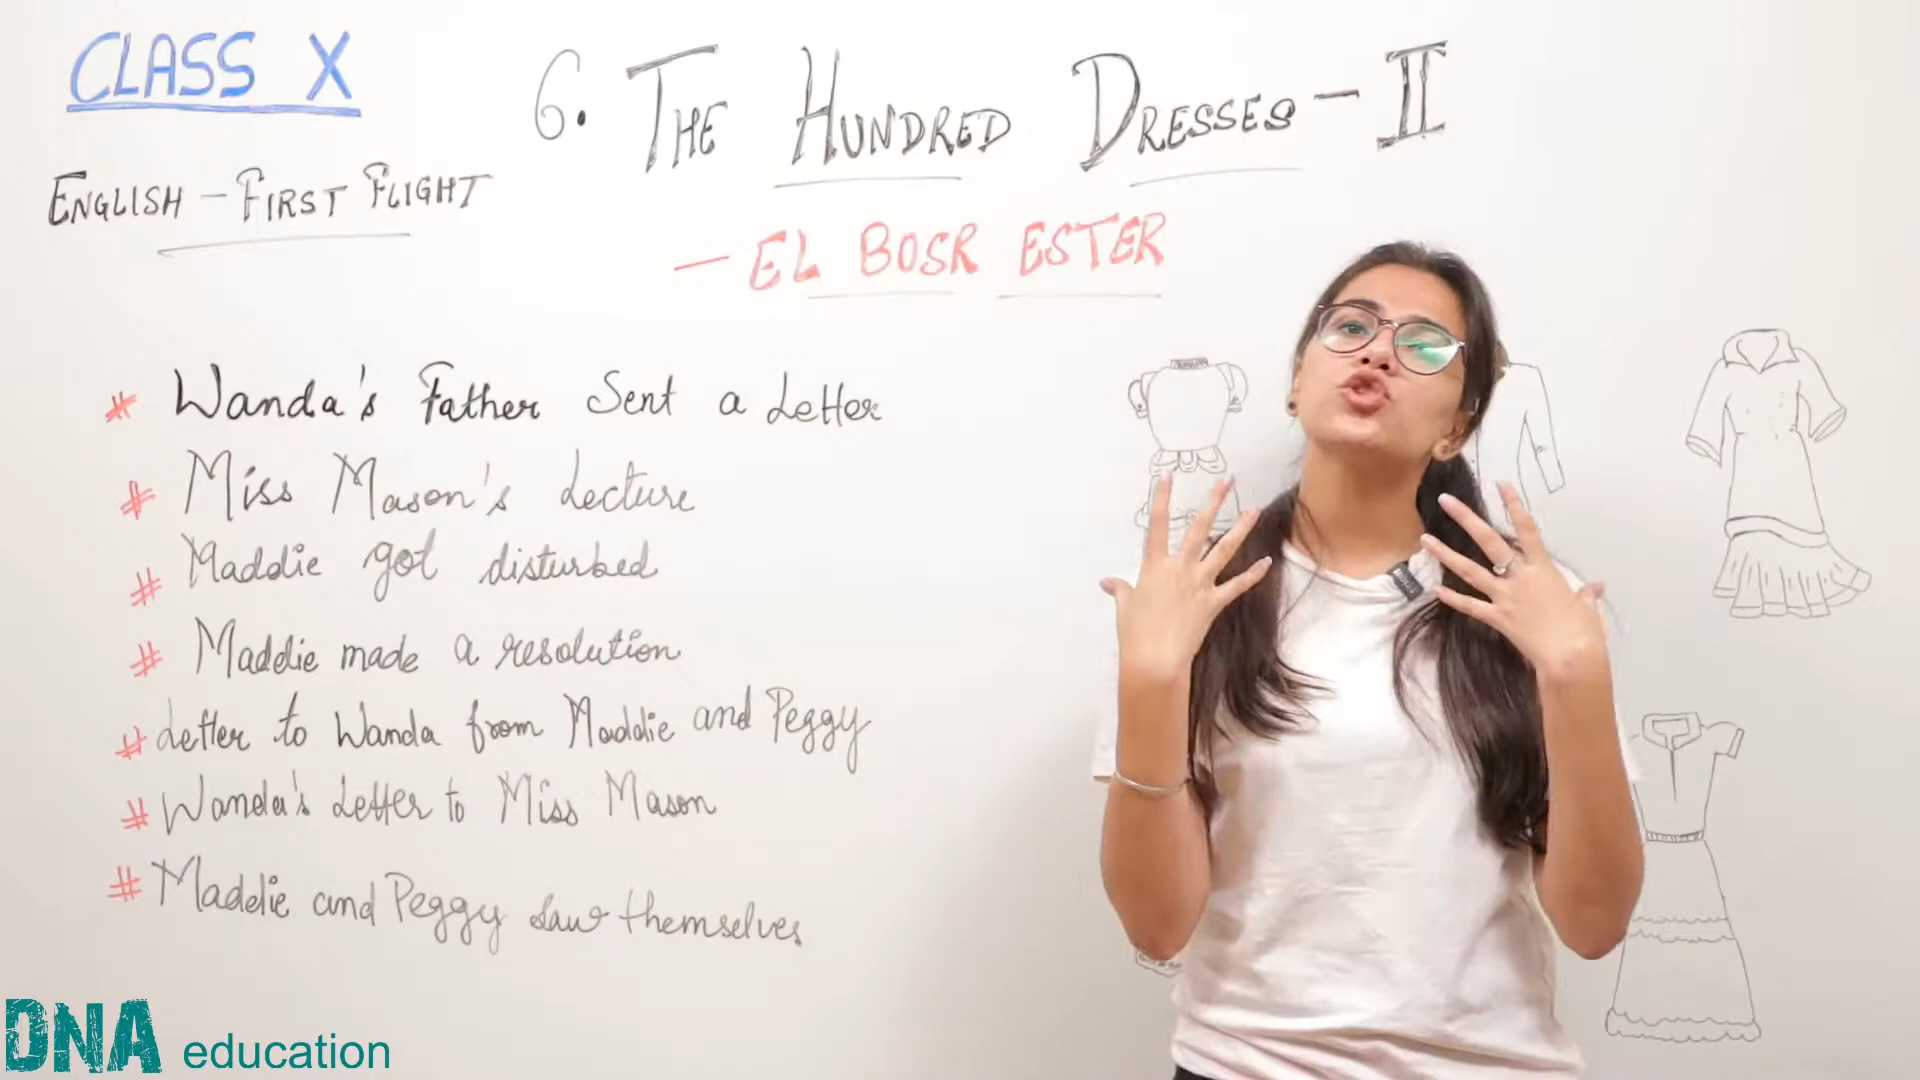 CLASS X
ENGLISH - FIRST FLIGHT
6. THE HUNDRED DRESSES - II
- EL BOSR ESTER
# Wanda's Father Sent a Letter
# Miss Mason's Lecture
# Maddie got disturbed
# Maddie made a resolution
# Letter to Wanda from Maddie and Peggy
# Wanda's Letter to Miss Mason
# Maddie and Peggy saw themselves
DNA education